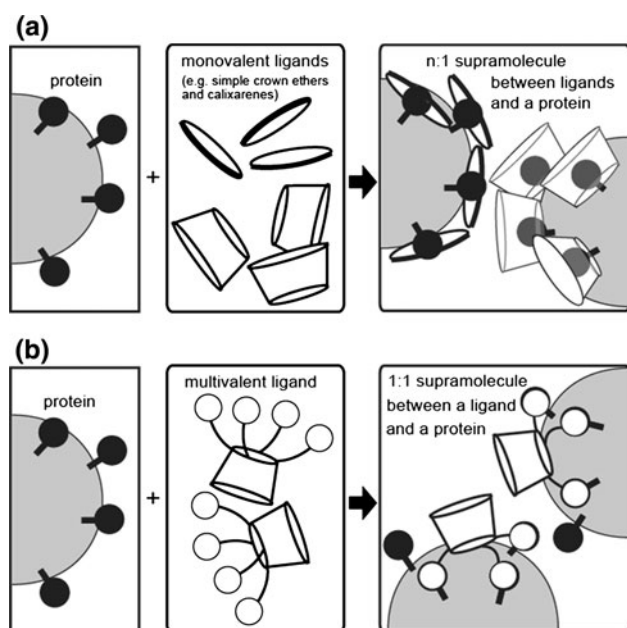 (a)
protein
+
monovalent ligands
(e.g. simple crown ethers
and calixarenes)
n:1 supramolecule
between ligands
and a protein
(b)
protein
+
multivalent ligand
1:1 supramolecule
between a ligand
and a protein